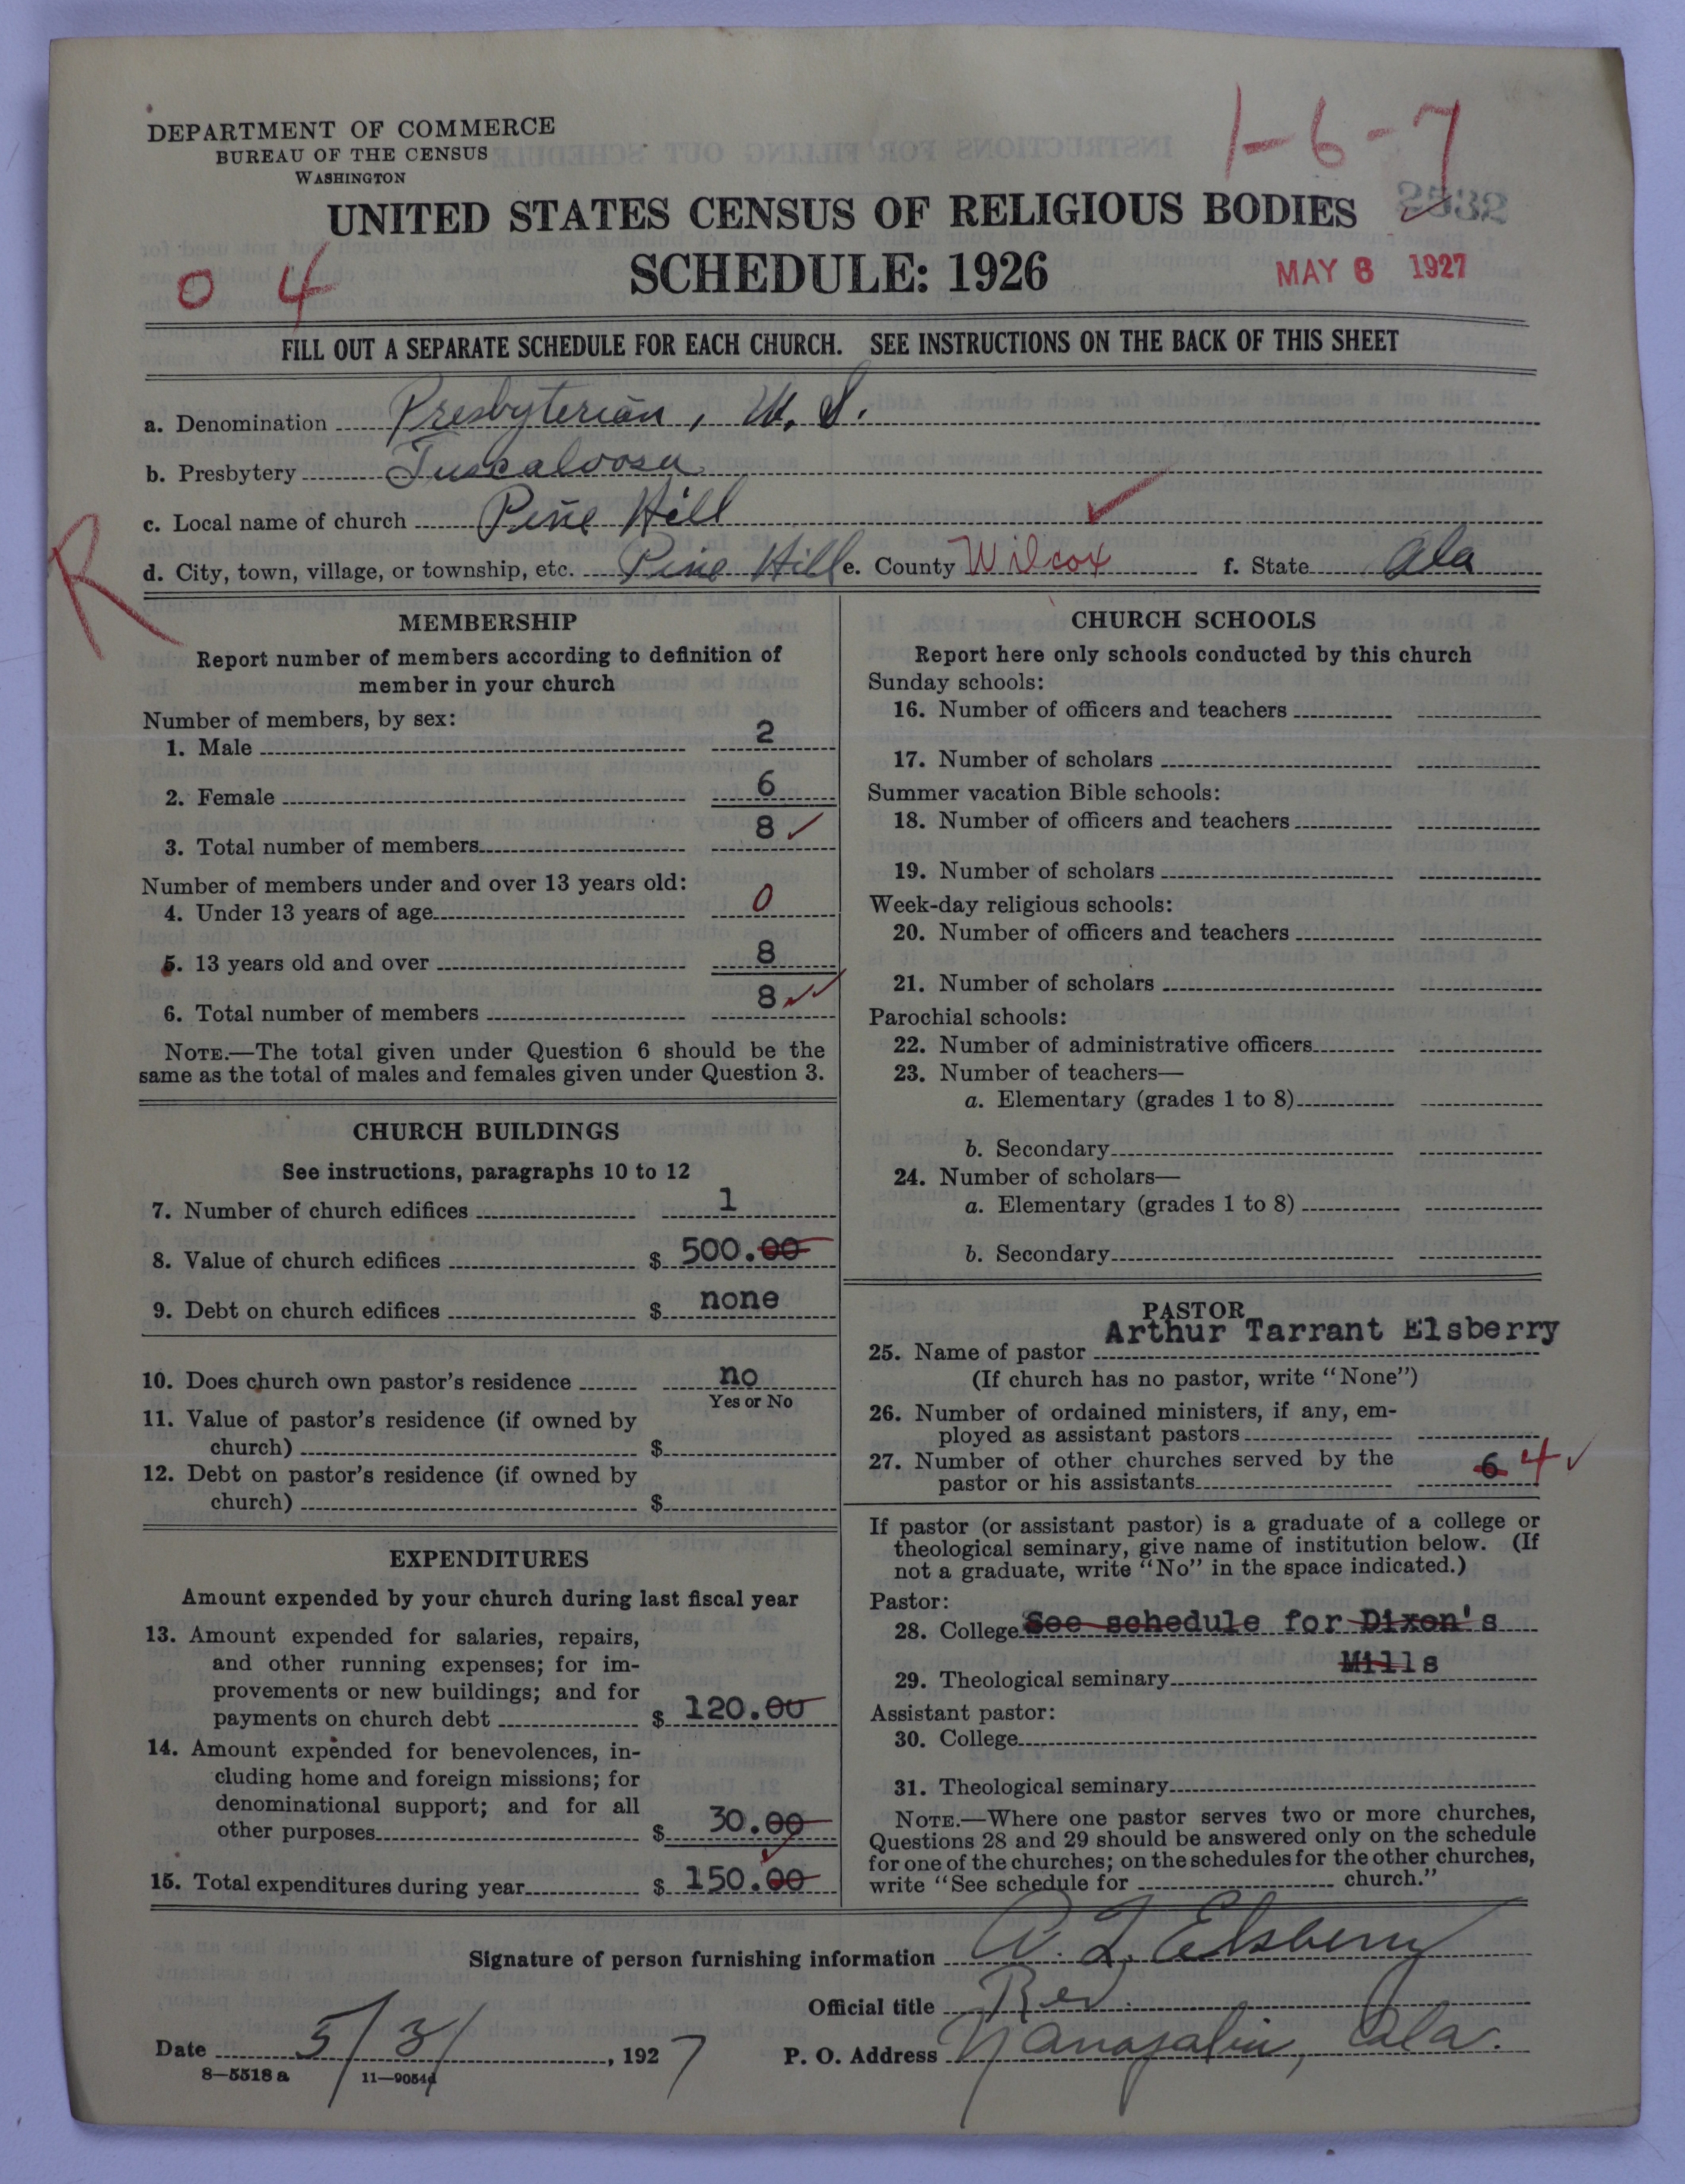 1-6-7
DEPARTMENT OF COMMERCE
BUREAU OF THE CENSUS
WASHINGTON
UNITED STATES CENSUS OF RELIGIOUS BODIES
SCHEDULE: 1926
0 4
MAY 6 1927
FILL OUT A SEPARATE SCHEDULE FOR EACH CHURCH. SEE INSTRUCTIONS ON THE BACK OF THIS SHEET
a. Denomination Presbyterian, U. S.
b. Presbytery Tuscaloosa
c. Local name of church Pine Hill
R
d. City, town, village, or township, etc. Pine Hill e. County Wilcox f. State Ala
MEMBERSHIP
Report number of members according to definition of
member in your church
Number of members, by sex:
1. Male 2
2. Female 6
3. Total number of members 8
Number of members under and over 13 years old:
4. Under 13 years of age 0
5. 13 years old and over 8
6. Total number of members 8
NOTE.—The total given under Question 6 should be the
same as the total of males and females given under Question 3.
CHURCH BUILDINGS
See instructions, paragraphs 10 to 12
7. Number of church edifices 1
8. Value of church edifices $ 500.00
9. Debt on church edifices $ none
10. Does church own pastor's residence no
Yes or No
11. Value of pastor's residence (if owned by
church) $
12. Debt on pastor's residence (if owned by
church) $
EXPENDITURES
Amount expended by your church during last fiscal year
13. Amount expended for salaries, repairs,
and other running expenses; for im-
provements or new buildings; and for
payments on church debt $ 120.00
14. Amount expended for benevolences, in-
cluding home and foreign missions; for
denominational support; and for all
other purposes $ 30.00
15. Total expenditures during year $ 150.00
CHURCH SCHOOLS
Report here only schools conducted by this church
Sunday schools:
16. Number of officers and teachers
17. Number of scholars
Summer vacation Bible schools:
18. Number of officers and teachers
19. Number of scholars
Week-day religious schools:
20. Number of officers and teachers
21. Number of scholars
Parochial schools:
22. Number of administrative officers
23. Number of teachers—
a. Elementary (grades 1 to 8)
b. Secondary
24. Number of scholars—
a. Elementary (grades 1 to 8)
b. Secondary
PASTOR
Arthur Tarrant Elsberry
25. Name of pastor
(If church has no pastor, write "None")
26. Number of ordained ministers, if any, em-
ployed as assistant pastors
27. Number of other churches served by the
pastor or his assistants 6 4
If pastor (or assistant pastor) is a graduate of a college or
theological seminary, give name of institution below. (If
not a graduate, write "No" in the space indicated.)
Pastor:
28. College See schedule for Dixon's
Mills
29. Theological seminary
Assistant pastor:
30. College
31. Theological seminary
NOTE.—Where one pastor serves two or more churches,
Questions 28 and 29 should be answered only on the schedule
for one of the churches; on the schedules for the other churches,
write "See schedule for church."
Signature of person furnishing information A. T. Elsberry
Official title Rev.
Date 5/3/, 1927 P. O. Address Nanafalia, Ala.
8-5518 a 11-9054